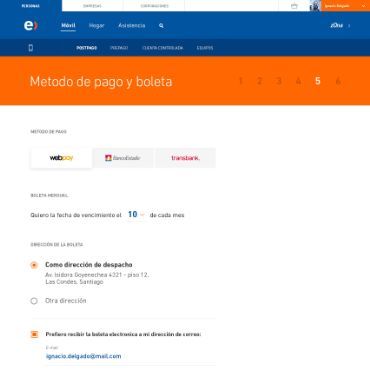 PERSONAS EMPRESAS CORPORACIONES Ignacio Delgado
e) Móvil Hogar Asistencia zOne
POSTPAGO PREPAGO CUENTA CONTROLADA EQUIPOS
Metodo de pago y boleta 1 2 3 4 5 6
METODO DE PAGO
webpay BancoEstado transbank.
BOLETA MENSUAL
Quiero la fecha de vencimiento el 10 de cada mes
DIRECCIÓN DE LA BOLETA
Como dirección de despacho
Av. Isidora Goyenechea 4221 - piso 12,
Las Condes, Santiago
Otra dirección
Prefiero recibir la boleta electronica a mi dirección de correo:
E-mail
ignacio.delgado@mail.com